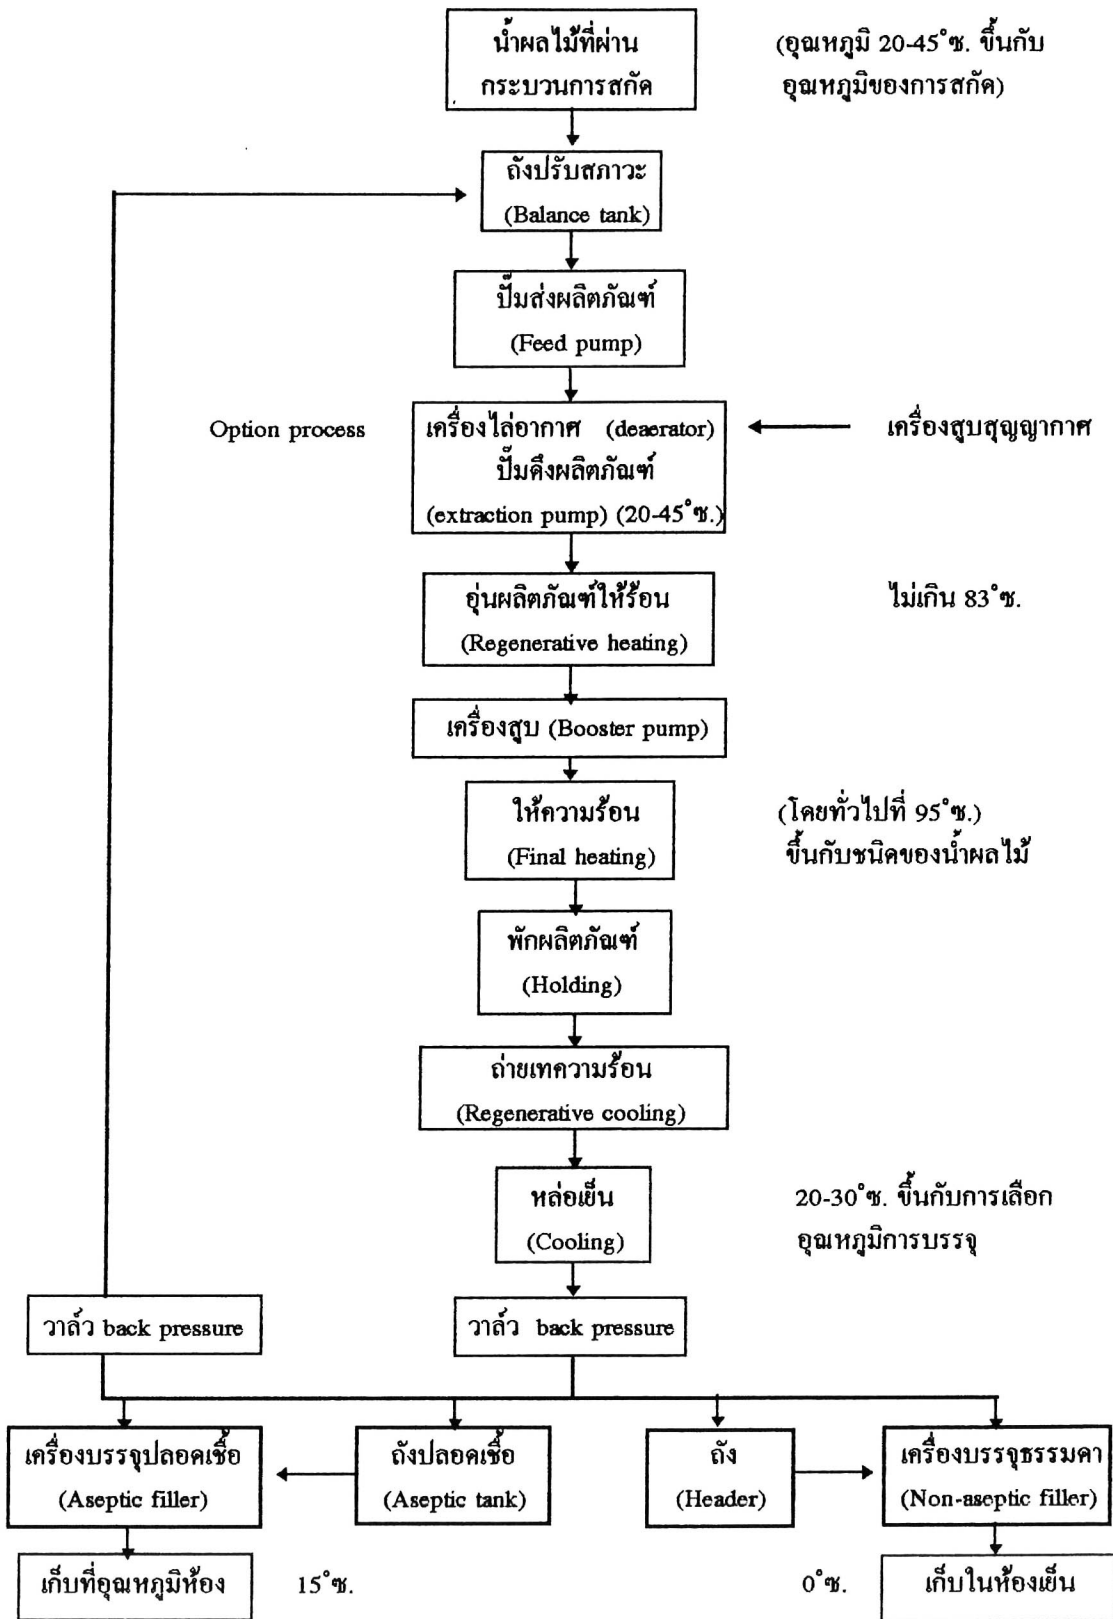 น้ำผลไม้ที่ผ่าน
กระบวนการสกัด
(อุณหภูมิ 20-45°ซ. ขึ้นกับ
อุณหภูมิของการสกัด)
ถังปรับสภาวะ
(Balance tank)
ปั๊มส่งผลิตภัณฑ์
(Feed pump)
Option process
เครื่องไล่อากาศ (deaerator)
ปั๊มดึงผลิตภัณฑ์
(extraction pump) (20-45°ซ.)
เครื่องสูบสุญญากาศ
อุ่นผลิตภัณฑ์ให้ร้อน
(Regenerative heating)
ไม่เกิน 83°ซ.
เครื่องสูบ (Booster pump)
ให้ความร้อน
(Final heating)
(โดยทั่วไปที่ 95°ซ.)
ขึ้นกับชนิดของน้ำผลไม้
พักผลิตภัณฑ์
(Holding)
ถ่ายเทความร้อน
(Regenerative cooling)
หล่อเย็น
(Cooling)
20-30°ซ. ขึ้นกับการเลือก
อุณหภูมิการบรรจุ
วาล์ว back pressure
วาล์ว back pressure
เครื่องบรรจุปลอดเชื้อ
(Aseptic filler)
ถังปลอดเชื้อ
(Aseptic tank)
ถัง
(Header)
เครื่องบรรจุธรรมดา
(Non-aseptic filler)
เก็บที่อุณหภูมิห้อง
15°ซ.
0°ซ.
เก็บในห้องเย็น